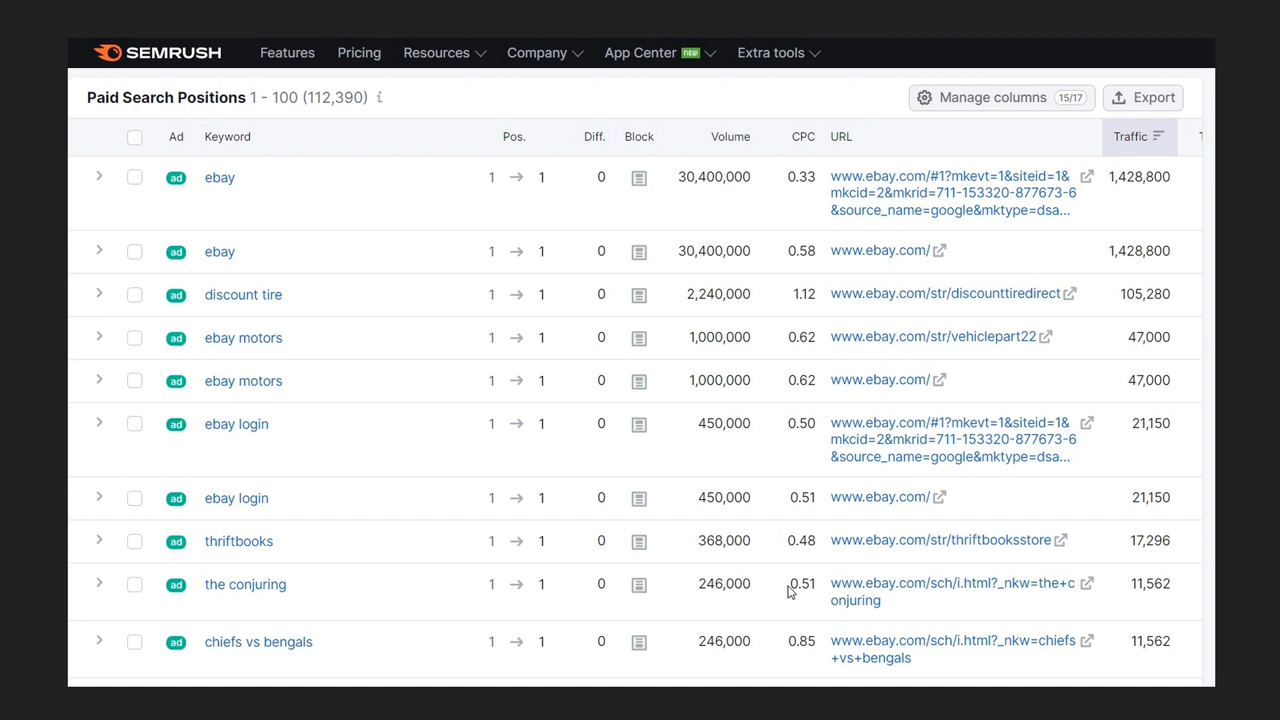 SEMRUSH Features Pricing Resources Company App Center NEW Extra tools
Paid Search Positions 1 - 100 (112,390) i Manage columns 15/17 Export
Ad Keyword Pos. Diff. Block Volume CPC URL Traffic T
ad ebay 1 → 1 0 30,400,000 0.33 www.ebay.com/#1?mkevt=1&siteid=1& 1,428,800
mkcid=2&mkrid=711-153320-877673-6
&source_name=google&mktype=dsa...
ad ebay 1 → 1 0 30,400,000 0.58 www.ebay.com/ 1,428,800
ad discount tire 1 → 1 0 2,240,000 1.12 www.ebay.com/str/discounttiredirect 105,280
ad ebay motors 1 → 1 0 1,000,000 0.62 www.ebay.com/str/vehiclepart22 47,000
ad ebay motors 1 → 1 0 1,000,000 0.62 www.ebay.com/ 47,000
ad ebay login 1 → 1 0 450,000 0.50 www.ebay.com/#1?mkevt=1&siteid=1& 21,150
mkcid=2&mkrid=711-153320-877673-6
&source_name=google&mktype=dsa...
ad ebay login 1 → 1 0 450,000 0.51 www.ebay.com/ 21,150
ad thriftbooks 1 → 1 0 368,000 0.48 www.ebay.com/str/thriftbooksstore 17,296
ad the conjuring 1 → 1 0 246,000 0.51 www.ebay.com/sch/i.html?_nkw=the+c 11,562
onjuring
ad chiefs vs bengals 1 → 1 0 246,000 0.85 www.ebay.com/sch/i.html?_nkw=chiefs 11,562
+vs+bengals